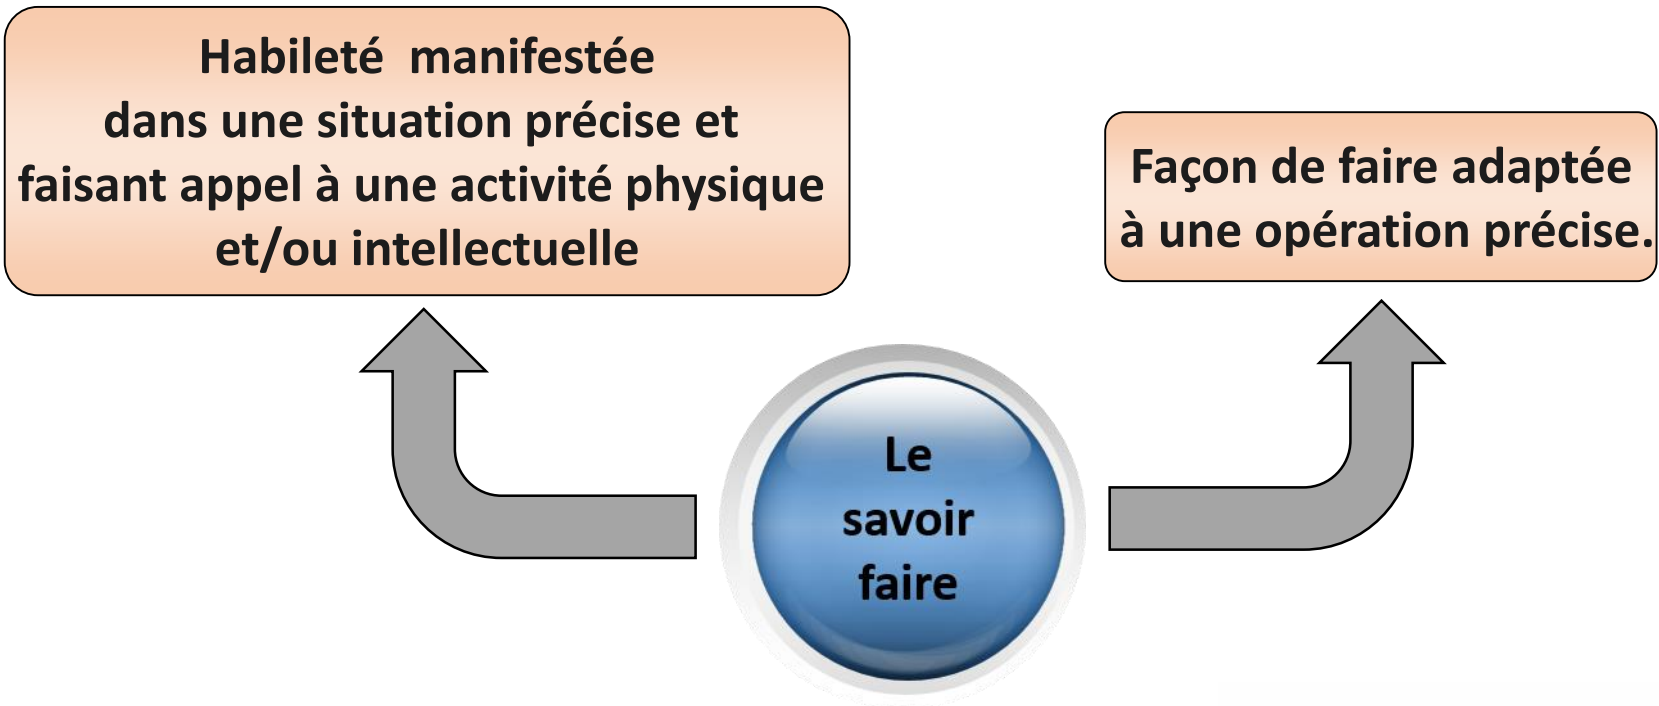 Habileté manifestée
dans une situation précise et
faisant appel à une activité physique
et/ou intellectuelle
Façon de faire adaptée
à une opération précise.
Le
savoir
faire